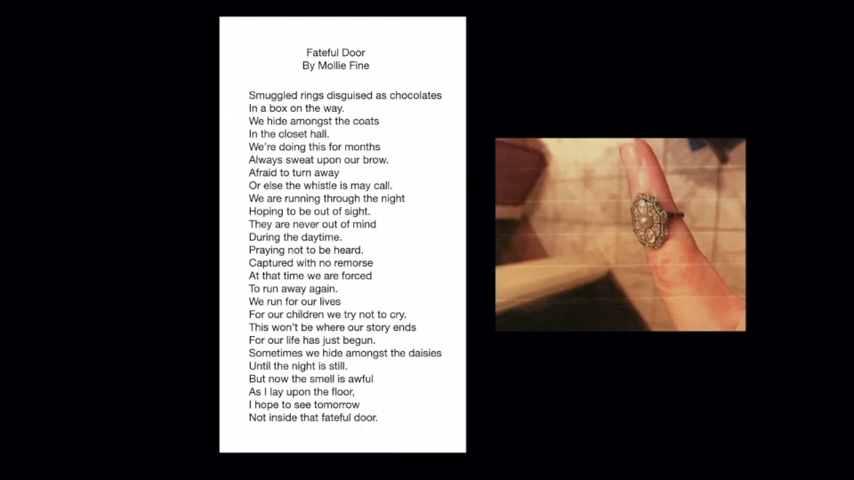 Fateful Door
By Mollie Fine
Smuggled rings disguised as chocolates
In a box on the way.
We hide amongst the coats
In the closet hall.
We're doing this for months
Always sweat upon our brow.
Afraid to turn away
Or else the whistle is may call.
We are running through the night
Hoping to be out of sight.
They are never out of mind
During the daytime.
Praying not to be heard.
Captured with no remorse
At that time we are forced
To run away again.
We run for our lives
For our children we try not to cry.
This won't be where our story ends
For our life has just begun.
Sometimes we hide amongst the daisies
Until the night is still.
But now the smell is awful
As I lay upon the floor,
I hope to see tomorrow
Not inside that fateful door.